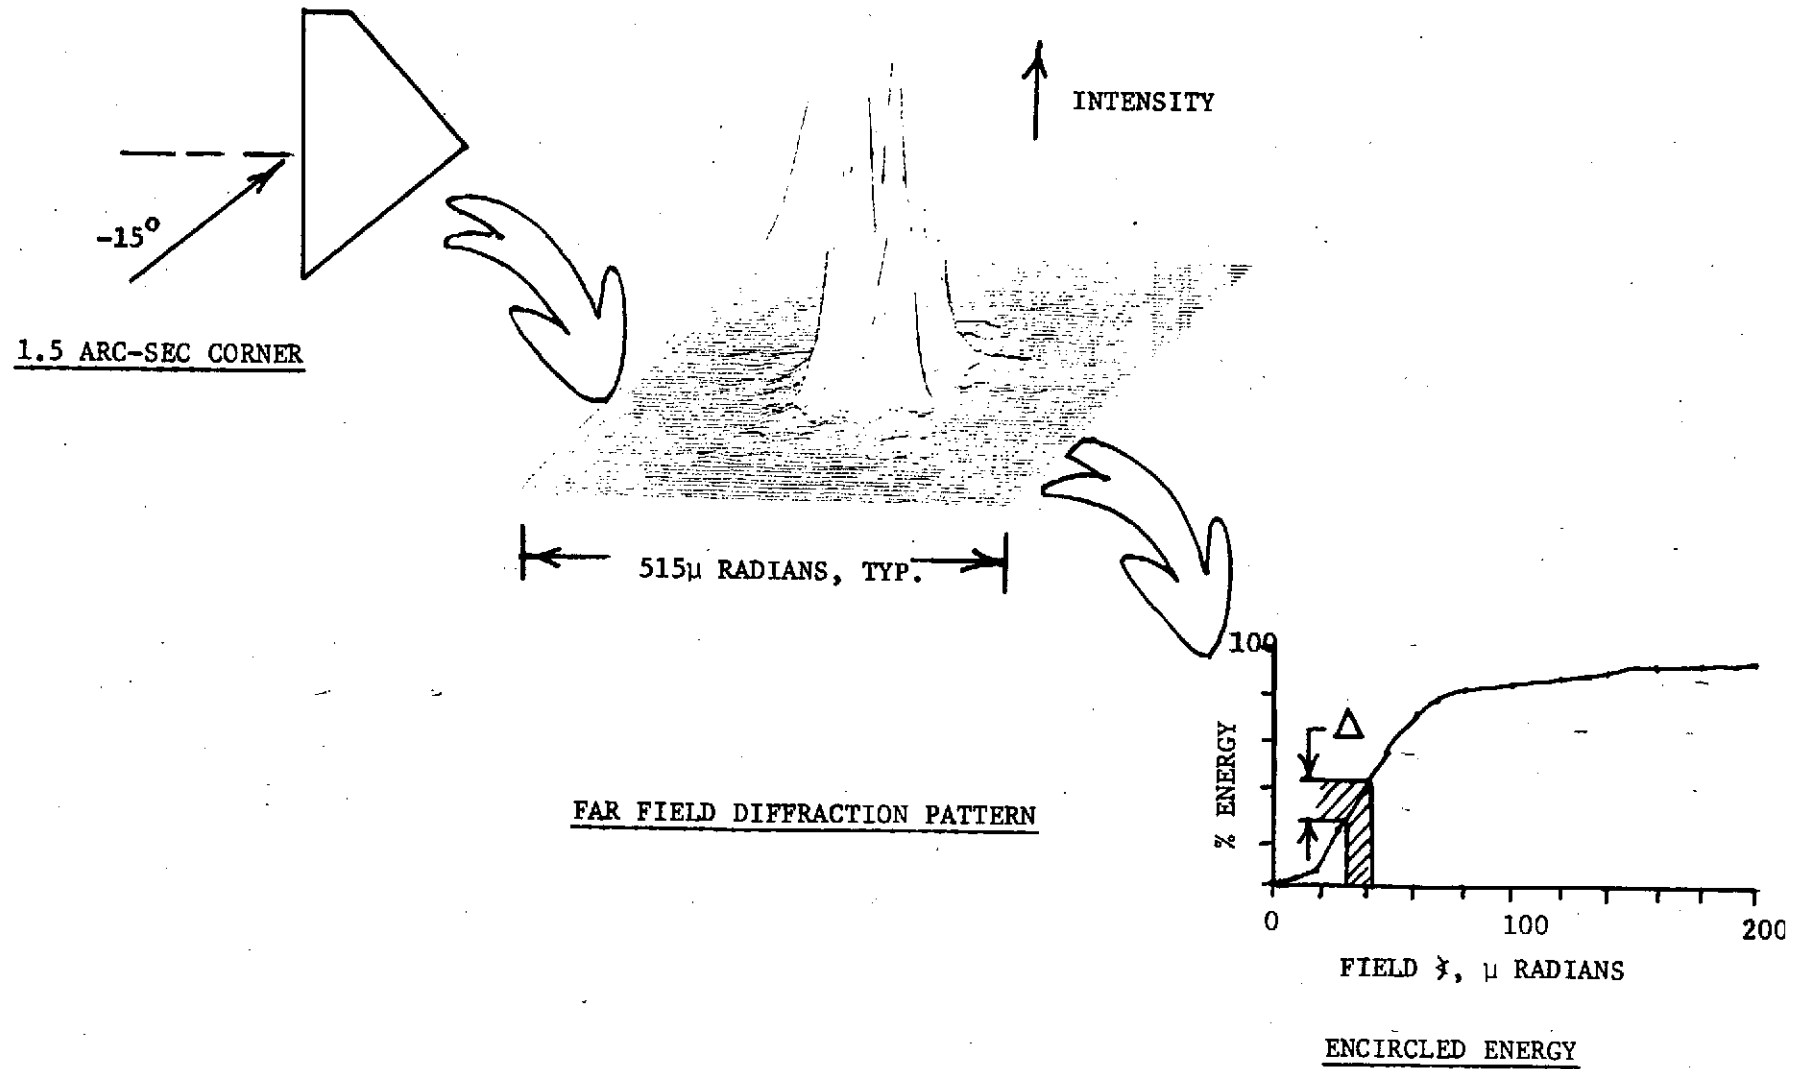 INTENSITY
-15°
1.5 ARC-SEC CORNER
515μ RADIANS, TYP.
FAR FIELD DIFFRACTION PATTERN
100
Δ
% ENERGY
0
100
200
FIELD ∡, μ RADIANS
ENCIRCLED ENERGY